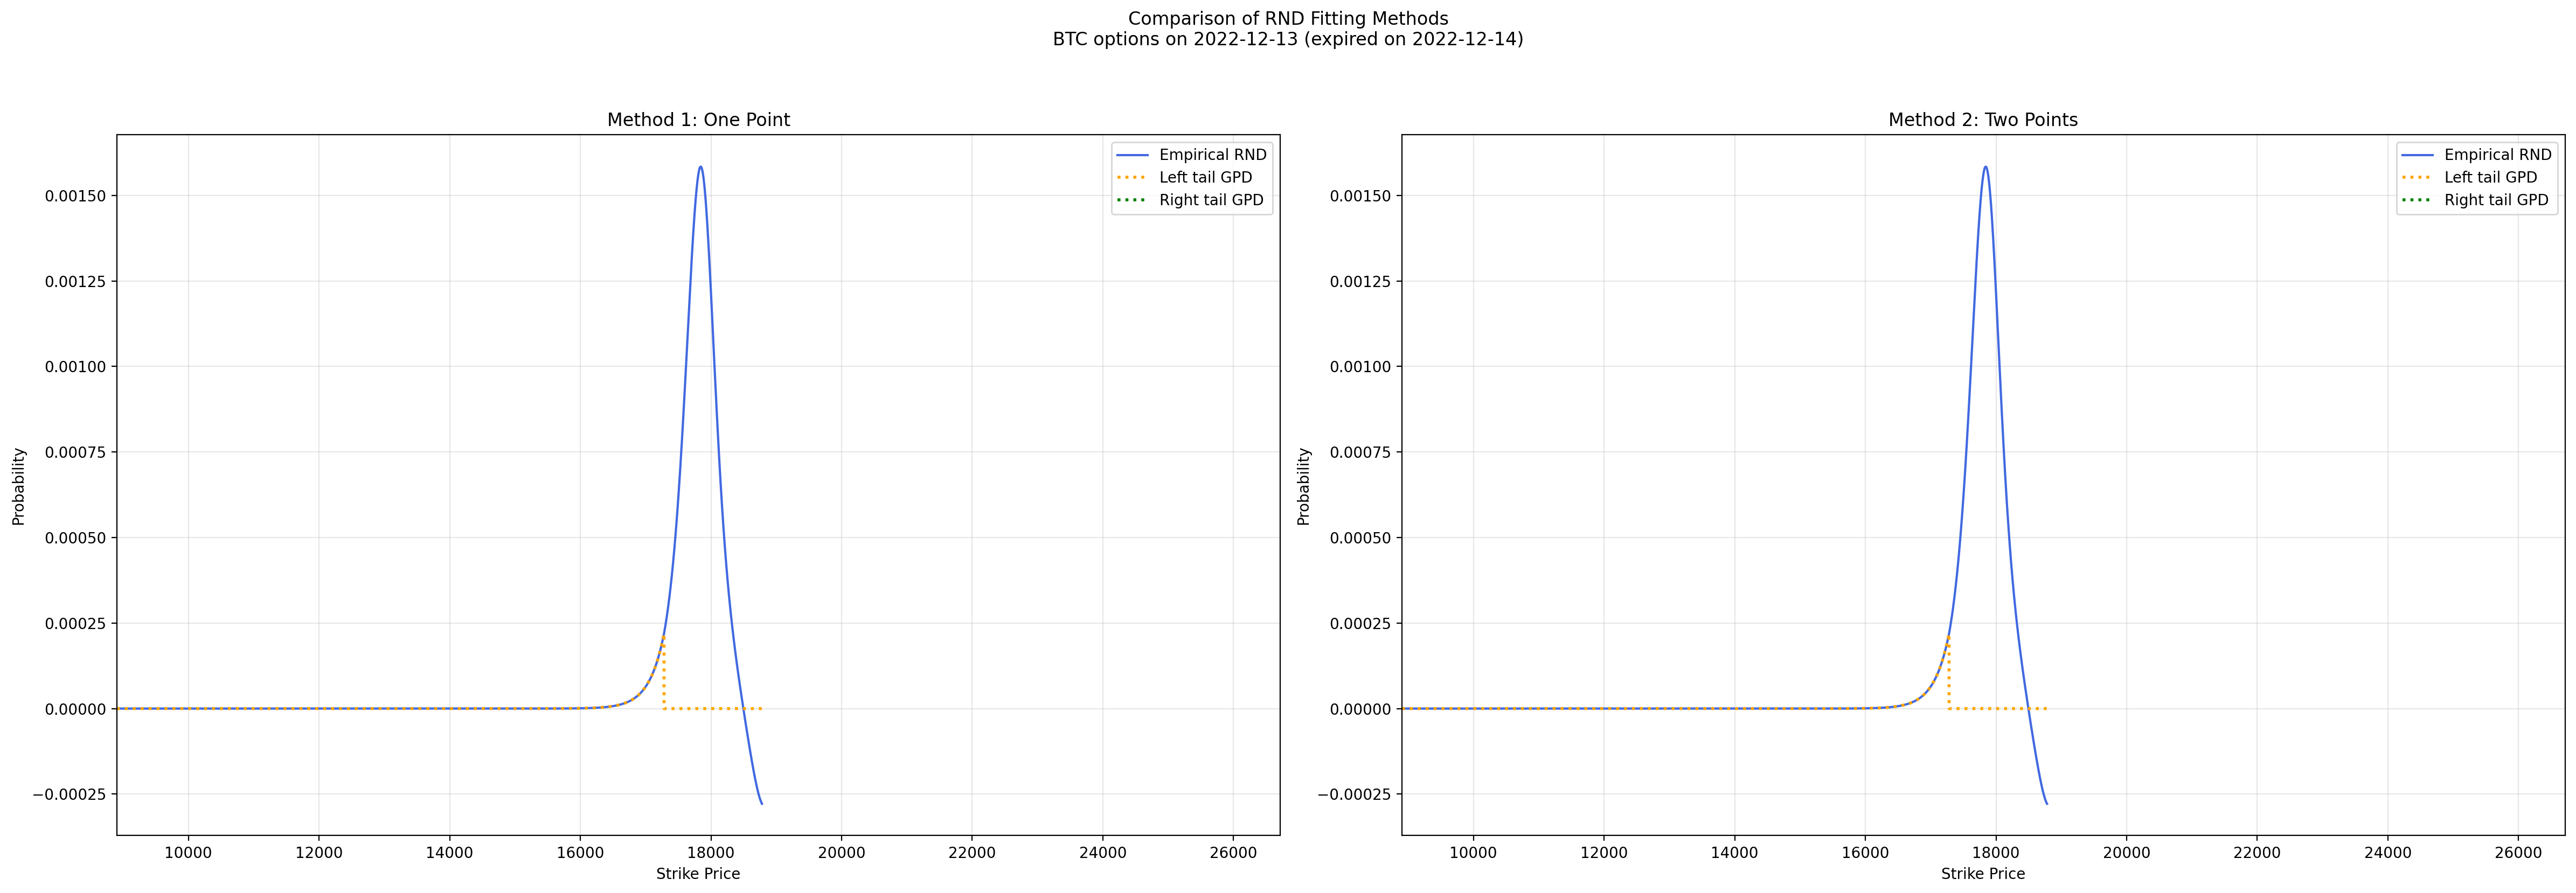 Comparison of RND Fitting Methods
BTC options on 2022-12-13 (expired on 2022-12-14)
Method 1: One Point
Empirical RND
Left tail GPD
Right tail GPD
0.00150
0.00125
0.00100
0.00075
0.00050
0.00025
0.00000
−0.00025
Probability
10000 12000 14000 16000 18000 20000 22000 24000 26000
Strike Price
Method 2: Two Points
Empirical RND
Left tail GPD
Right tail GPD
0.00150
0.00125
0.00100
0.00075
0.00050
0.00025
0.00000
−0.00025
Probability
10000 12000 14000 16000 18000 20000 22000 24000 26000
Strike Price